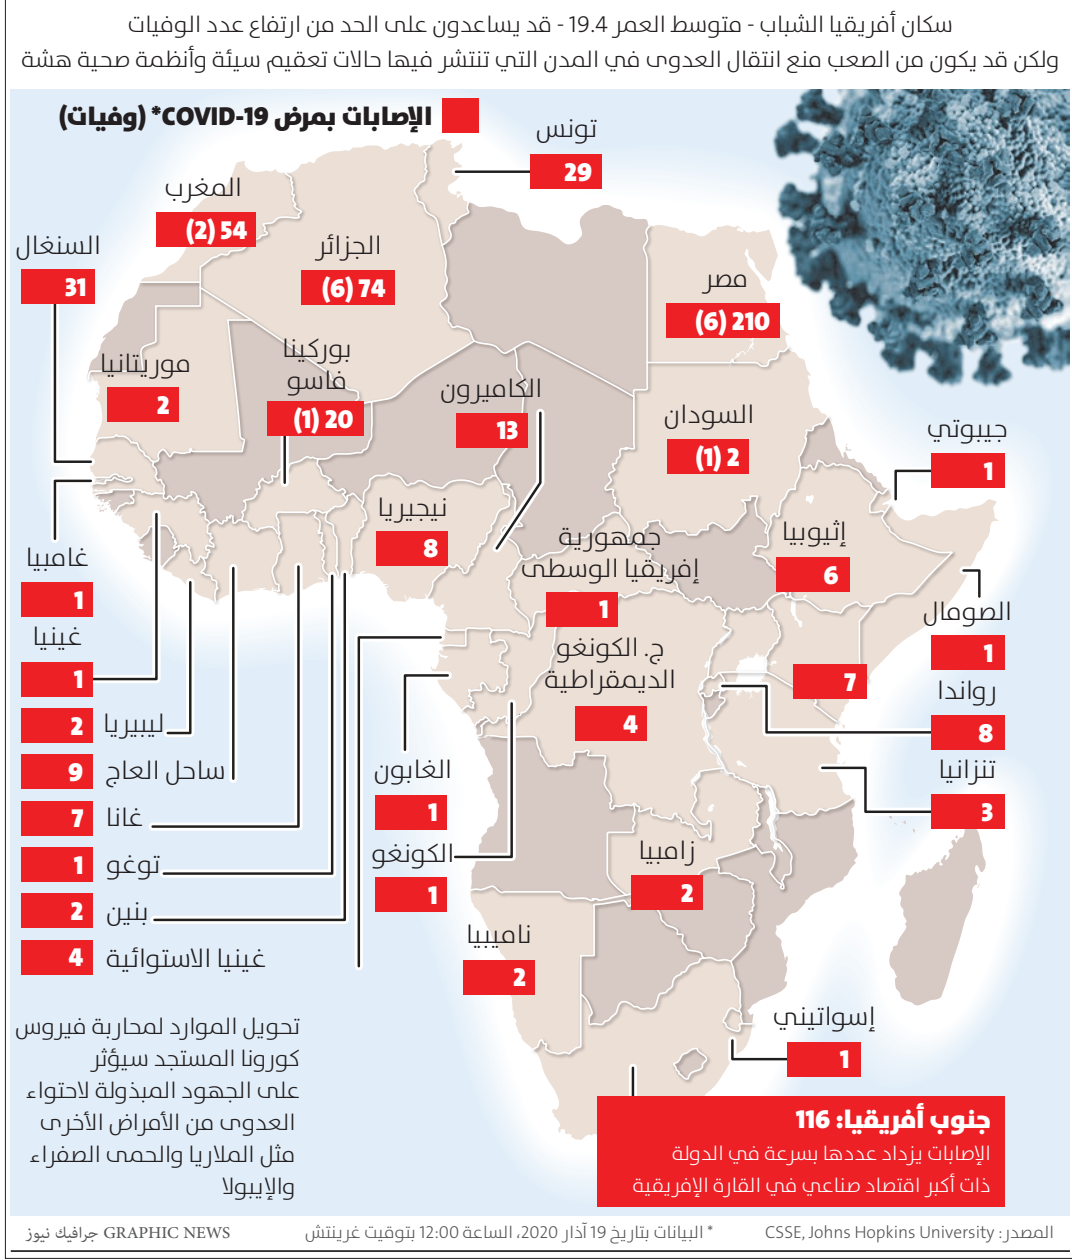 سكان أفريقيا الشباب - متوسط العمر 19.4 - قد يساعدون على الحد من ارتفاع عدد الوفيات
ولكن قد يكون من الصعب منع انتقال العدوى في المدن التي تنتشر فيها حالات تعقيم سيئة وأنظمة صحية هشة
الإصابات بمرض COVID-19* (وفيات)
تونس
29
المغرب
54 (2)
الجزائر
74 (6)
مصر
210 (6)
السنغال
31
موريتانيا
2
بوركينا
فاسو
20 (1)
الكاميرون
13
السودان
2 (1)
جيبوتي
1
نيجيريا
8
جمهورية
إفريقيا الوسطى
1
إثيوبيا
6
الصومال
1
غامبيا
1
غينيا
1
ليبيريا
2
ساحل العاج
9
غانا
7
توغو
1
بنين
2
غينيا الاستوائية
4
ج. الكونغو
الديمقراطية
4
7
رواندا
8
تنزانيا
3
الغابون
1
الكونغو
1
زامبيا
2
ناميبيا
2
إسواتيني
1
جنوب أفريقيا: 116
الإصابات يزداد عددها بسرعة في الدولة
ذات أكبر اقتصاد صناعي في القارة الإفريقية
تحويل الموارد لمحاربة فيروس
كورونا المستجد سيؤثر
على الجهود المبذولة لاحتواء
العدوى من الأمراض الأخرى
مثل الملاريا والحمى الصفراء
والإيبولا
المصدر: CSSE, Johns Hopkins University
* البيانات بتاريخ 19 آذار 2020، الساعة 12:00 بتوقيت غرينتش
GRAPHIC NEWS جرافيك نيوز